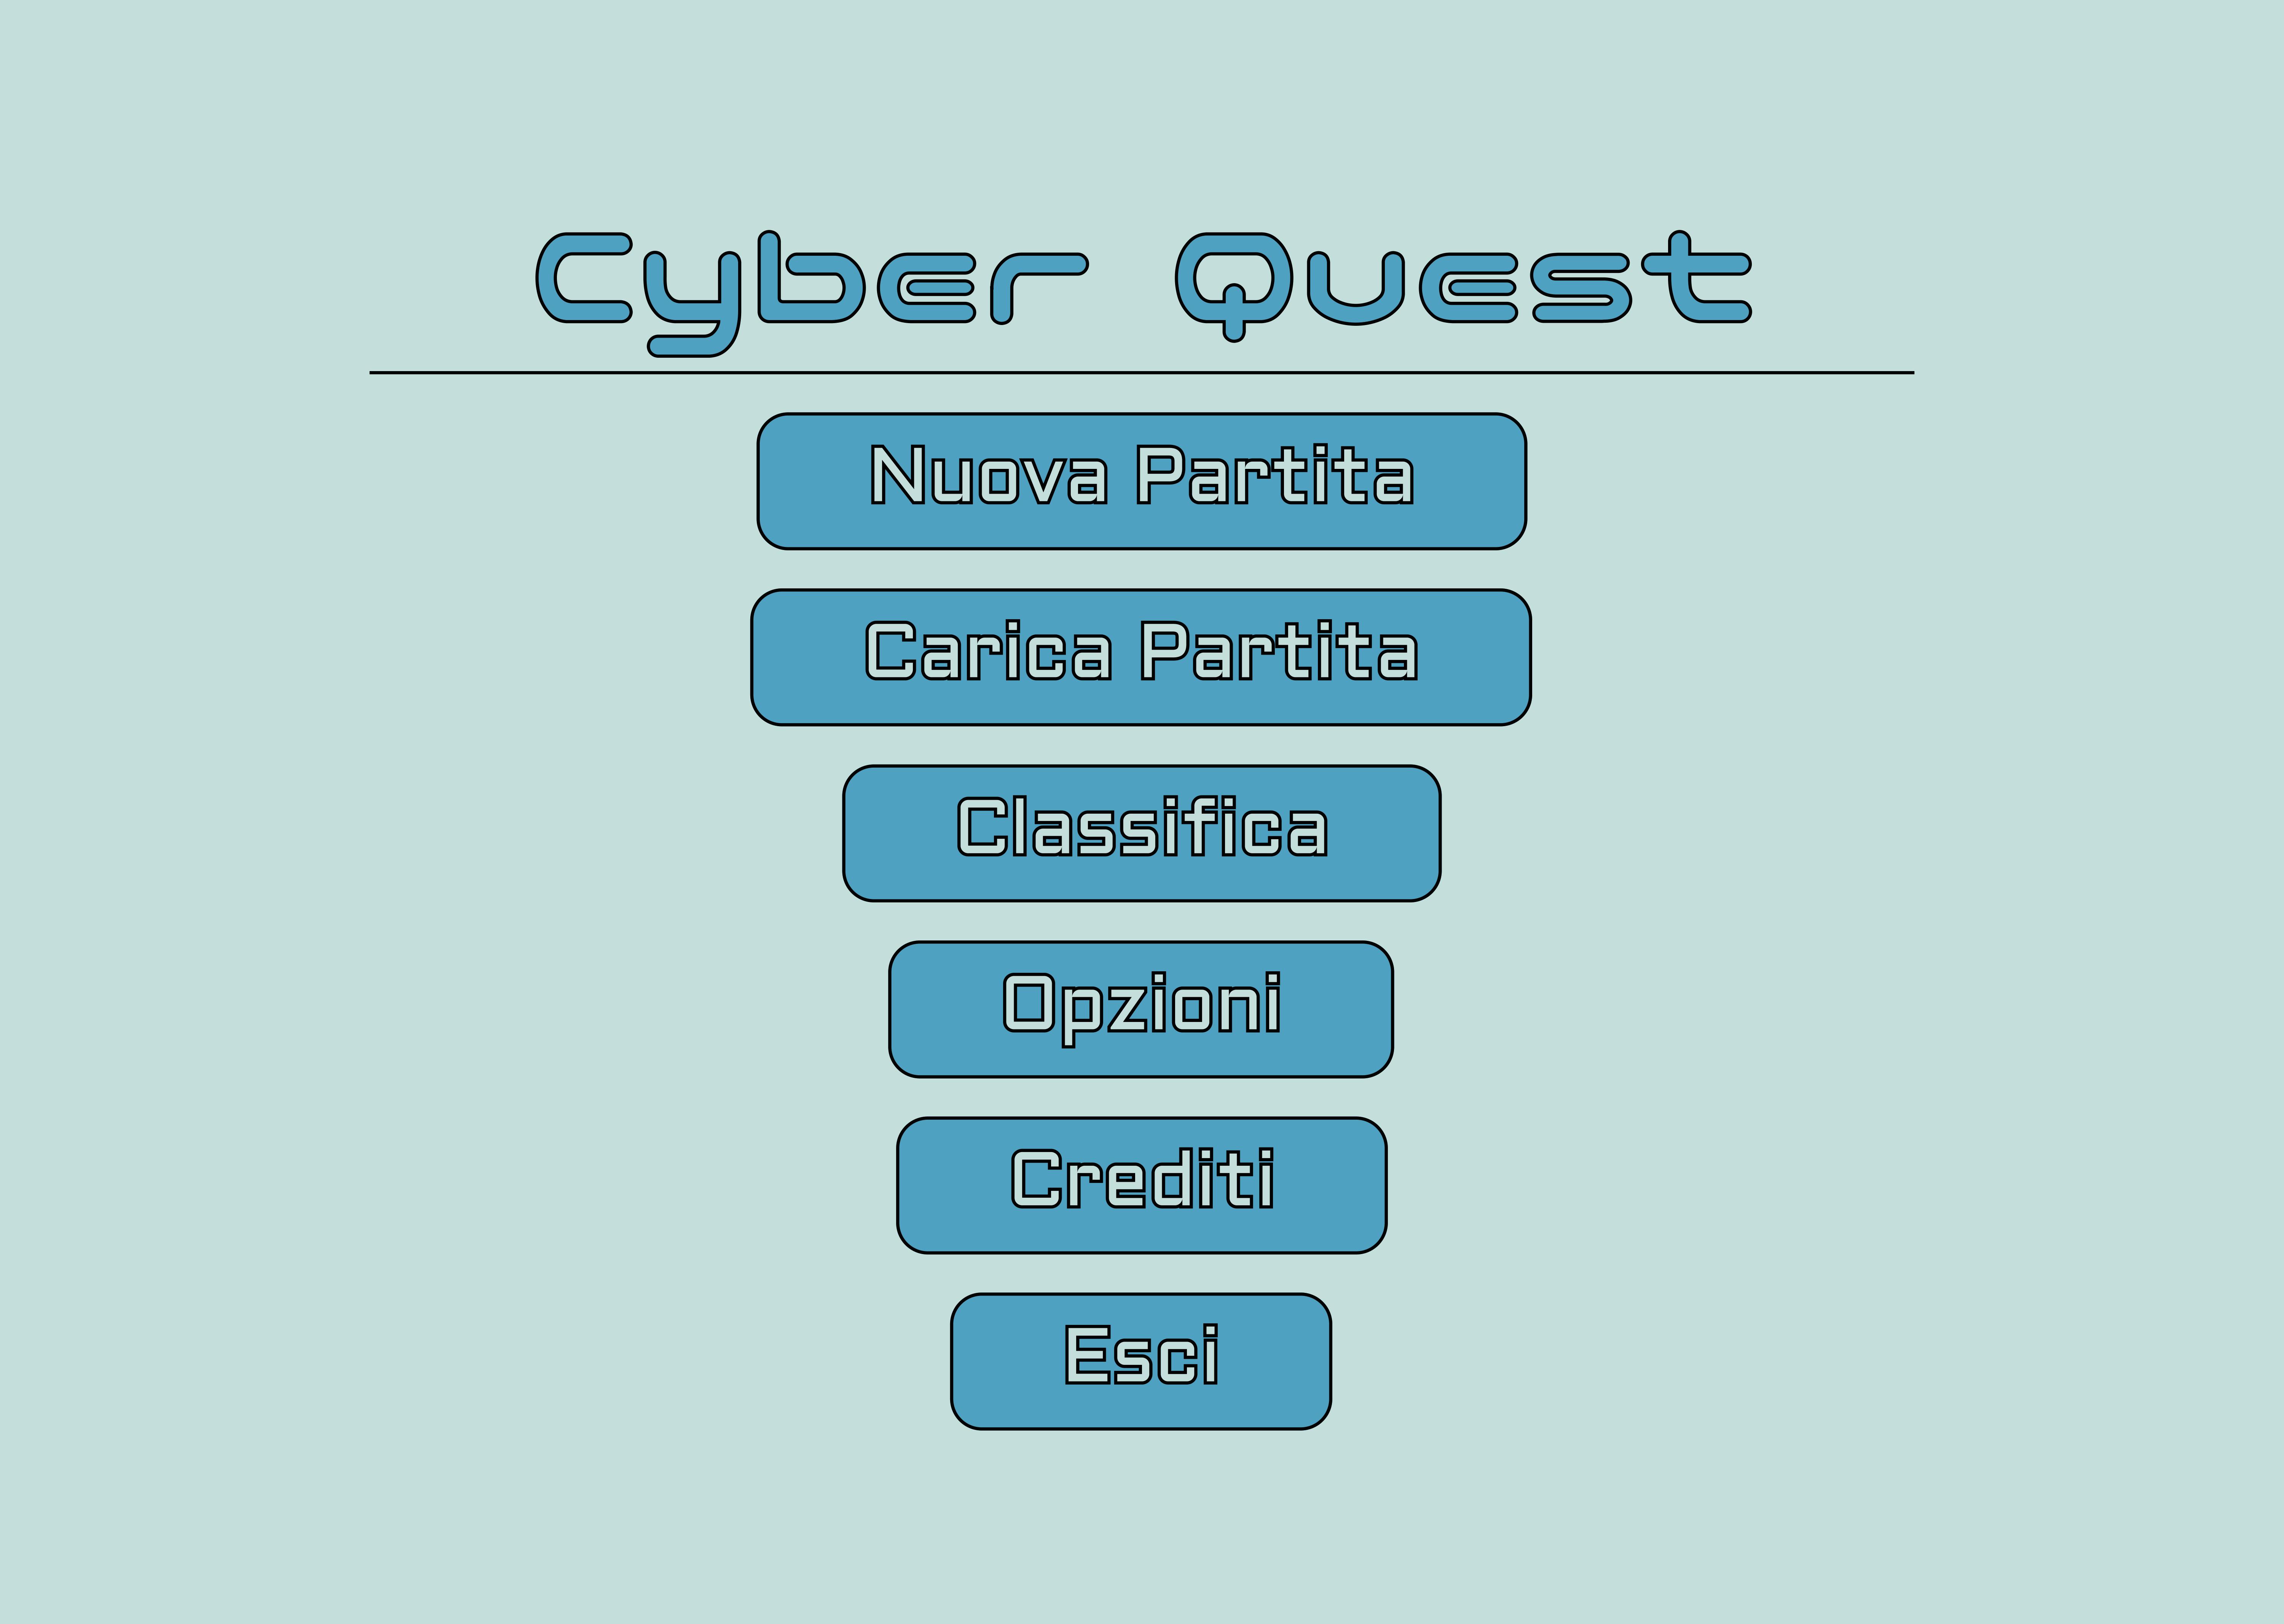 Cyber Quest
Nuova Partita
Carica Partita
Classifica
Opzioni
Crediti
Esci